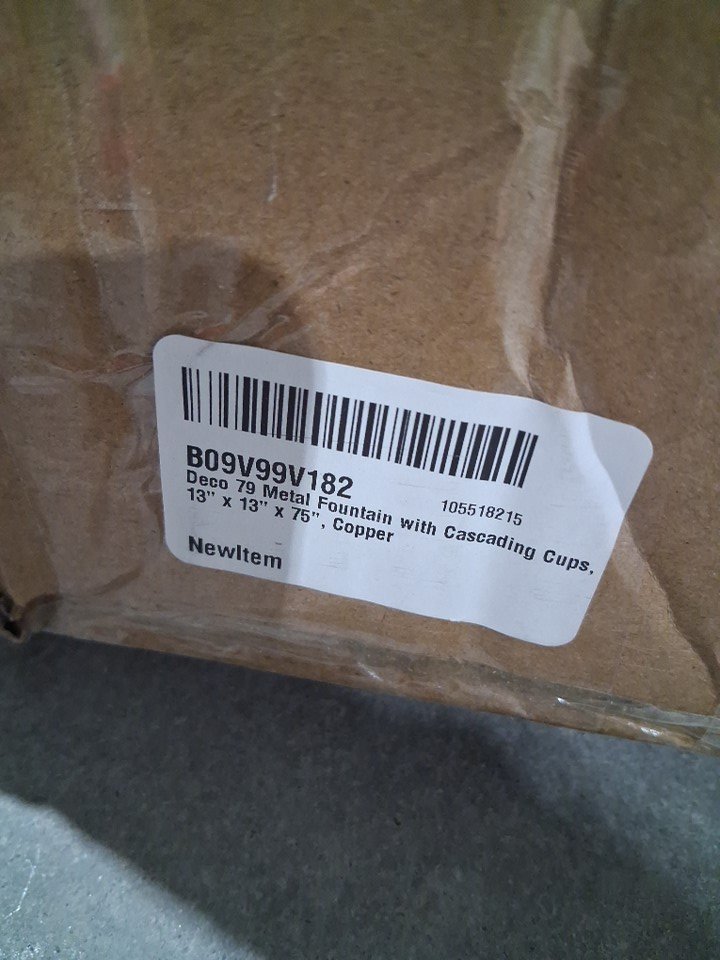 B09V99V182
105518215
Deco 79 Metal Fountain with Cascading Cups,
13" x 13" x 75", Copper
NewItem